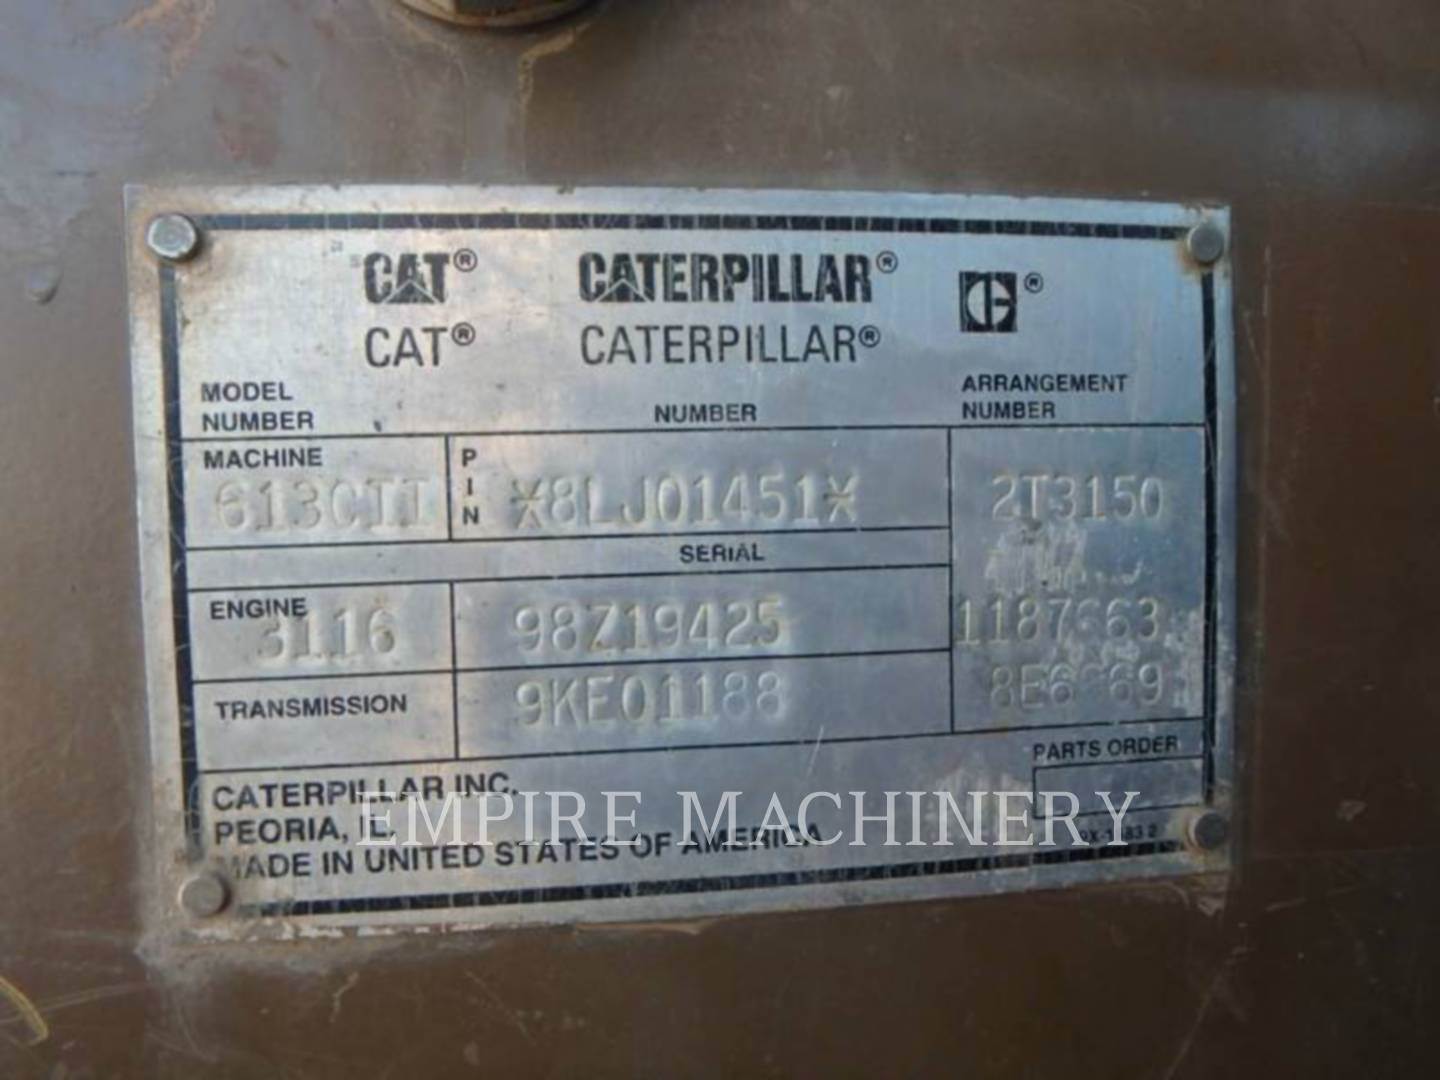 CAT® CATERPILLAR® ®
CAT® CATERPILLAR®
MODEL NUMBER NUMBER ARRANGEMENT NUMBER
MACHINE PIN
613CII *8LJ01451* 2T3150
SERIAL
ENGINE
3116 98Z19425
TRANSMISSION 9KE01188
PARTS ORDER
CATERPILLAR INC.
PEORIA, IL.
MADE IN UNITED STATES OF AMERICA
EMPIRE MACHINERY